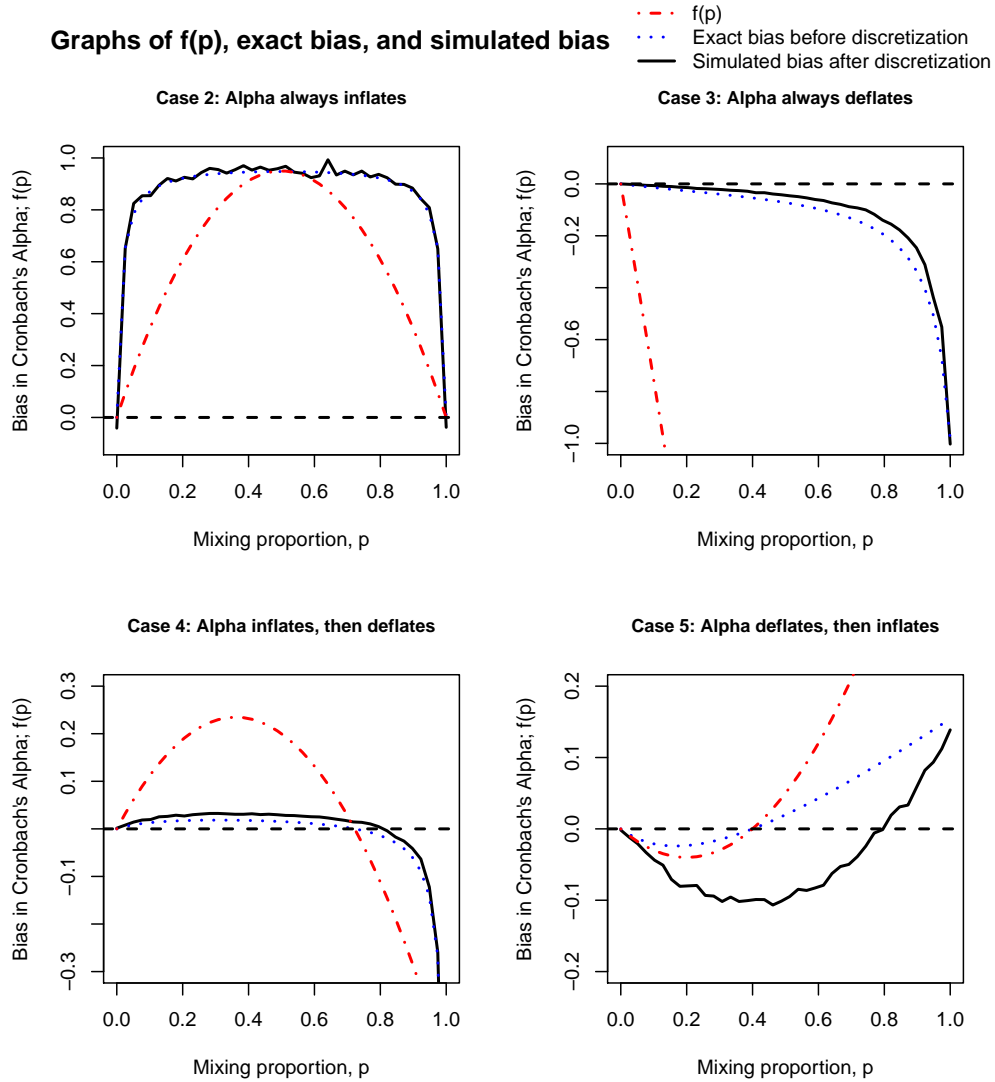 Graphs of f(p), exact bias, and simulated bias
f(p)
Exact bias before discretization
Simulated bias after discretization
Case 2: Alpha always inflates
Bias in Cronbach's Alpha; f(p)
0.0 0.2 0.4 0.6 0.8 1.0
0.0 0.2 0.4 0.6 0.8 1.0
Mixing proportion, p
Case 3: Alpha always deflates
Bias in Cronbach's Alpha; f(p)
−1.0 −0.6 −0.2 0.0
0.0 0.2 0.4 0.6 0.8 1.0
Mixing proportion, p
Case 4: Alpha inflates, then deflates
Bias in Cronbach's Alpha; f(p)
−0.3 −0.1 0.1 0.3
0.0 0.2 0.4 0.6 0.8 1.0
Mixing proportion, p
Case 5: Alpha deflates, then inflates
Bias in Cronbach's Alpha; f(p)
−0.2 −0.1 0.0 0.1 0.2
0.0 0.2 0.4 0.6 0.8 1.0
Mixing proportion, p